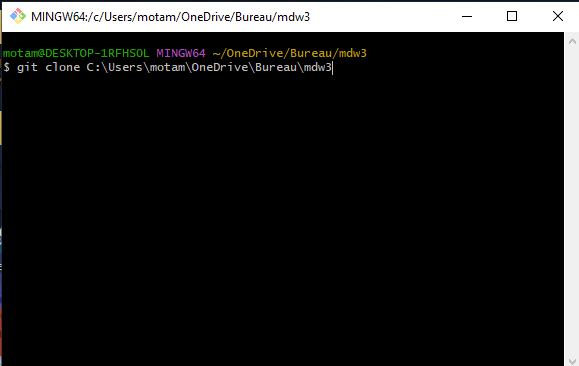 MINGW64:/c/Users/motam/OneDrive/Bureau/mdw3
motam@DESKTOP-1RFHSOL MINGW64 ~/OneDrive/Bureau/mdw3
$ git clone C:\Users\motam\OneDrive\Bureau\mdw3